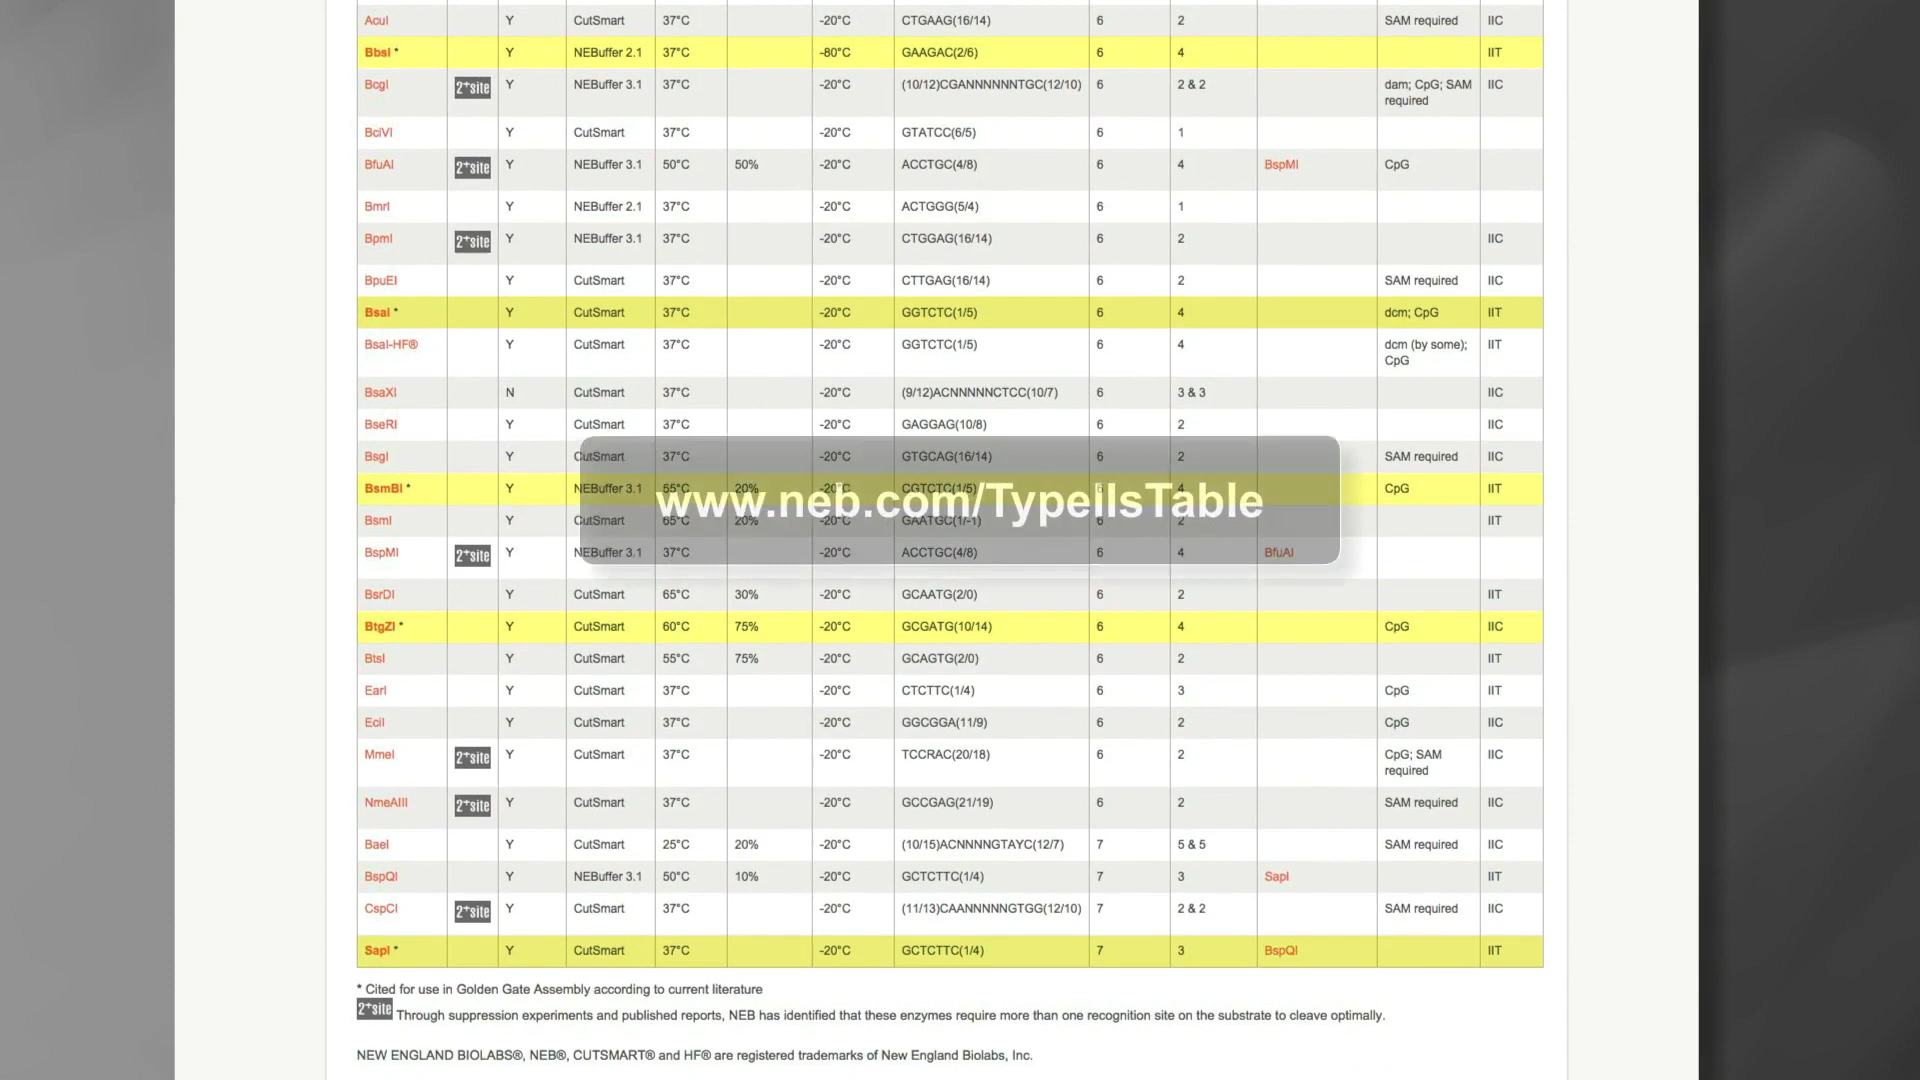 AcuI Y CutSmart 37°C -20°C CTGAAG(16/14) 6 2 SAM required IIC
BbsI * Y NEBuffer 2.1 37°C -80°C GAAGAC(2/6) 6 4 IIT
BcgI 2+site Y NEBuffer 3.1 37°C -20°C (10/12)CGANNNNNNTGC(12/10) 6 2 & 2 dam; CpG; SAM required IIC
BciVI Y CutSmart 37°C -20°C GTATCC(6/5) 6 1
BfuAI 2+site Y NEBuffer 3.1 50°C 50% -20°C ACCTGC(4/8) 6 4 BspMI CpG
BmrI Y NEBuffer 2.1 37°C -20°C ACTGGG(5/4) 6 1
BpmI 2+site Y NEBuffer 3.1 37°C -20°C CTGGAG(16/14) 6 2 IIC
BpuEI Y CutSmart 37°C -20°C CTTGAG(16/14) 6 2 SAM required IIC
BsaI * Y CutSmart 37°C -20°C GGTCTC(1/5) 6 4 dcm; CpG IIT
BsaI-HF® Y CutSmart 37°C -20°C GGTCTC(1/5) 6 4 dcm (by some); CpG IIT
BsaXI N CutSmart 37°C -20°C (9/12)ACNNNNNCTCC(10/7) 6 3 & 3 IIC
BseRI Y CutSmart 37°C -20°C GAGGAG(10/8) 6 2 IIC
BsgI Y CutSmart 37°C -20°C GTGCAG(16/14) 6 2 SAM required IIC
BsmBI * Y NEBuffer 3.1 55°C 20% -20°C CGTCTC(1/5) 6 4 CpG IIT
www.neb.com/TypeIIsTable
BsmI Y CutSmart 65°C 20% -20°C GAATGC(1/-1) 6 2 IIT
BspMI 2+site Y NEBuffer 3.1 37°C -20°C ACCTGC(4/8) 6 4 BfuAI
BsrDI Y CutSmart 65°C 30% -20°C GCAATG(2/0) 6 2 IIT
BtgZI * Y CutSmart 60°C 75% -20°C GCGATG(10/14) 6 4 CpG IIC
BtsI Y CutSmart 55°C 75% -20°C GCAGTG(2/0) 6 2 IIT
EarI Y CutSmart 37°C -20°C CTCTTC(1/4) 6 3 CpG IIT
EciI Y CutSmart 37°C -20°C GGCGGA(11/9) 6 2 CpG IIC
MmeI 2+site Y CutSmart 37°C -20°C TCCRAC(20/18) 6 2 CpG; SAM required IIC
NmeAIII 2+site Y CutSmart 37°C -20°C GCCGAG(21/19) 6 2 SAM required IIC
BaeI Y CutSmart 25°C 20% -20°C (10/15)ACNNNNGTAYC(12/7) 7 5 & 5 SAM required IIC
BspQI Y NEBuffer 3.1 50°C 10% -20°C GCTCTTC(1/4) 7 3 SapI IIT
CspCI 2+site Y CutSmart 37°C -20°C (11/13)CAANNNNNGTGG(12/10) 7 2 & 2 SAM required IIC
SapI * Y CutSmart 37°C -20°C GCTCTTC(1/4) 7 3 BspQI IIT
* Cited for use in Golden Gate Assembly according to current literature
2+site Through suppression experiments and published reports, NEB has identified that these enzymes require more than one recognition site on the substrate to cleave optimally.
NEW ENGLAND BIOLABS®, NEB®, CUTSMART® and HF® are registered trademarks of New England Biolabs, Inc.